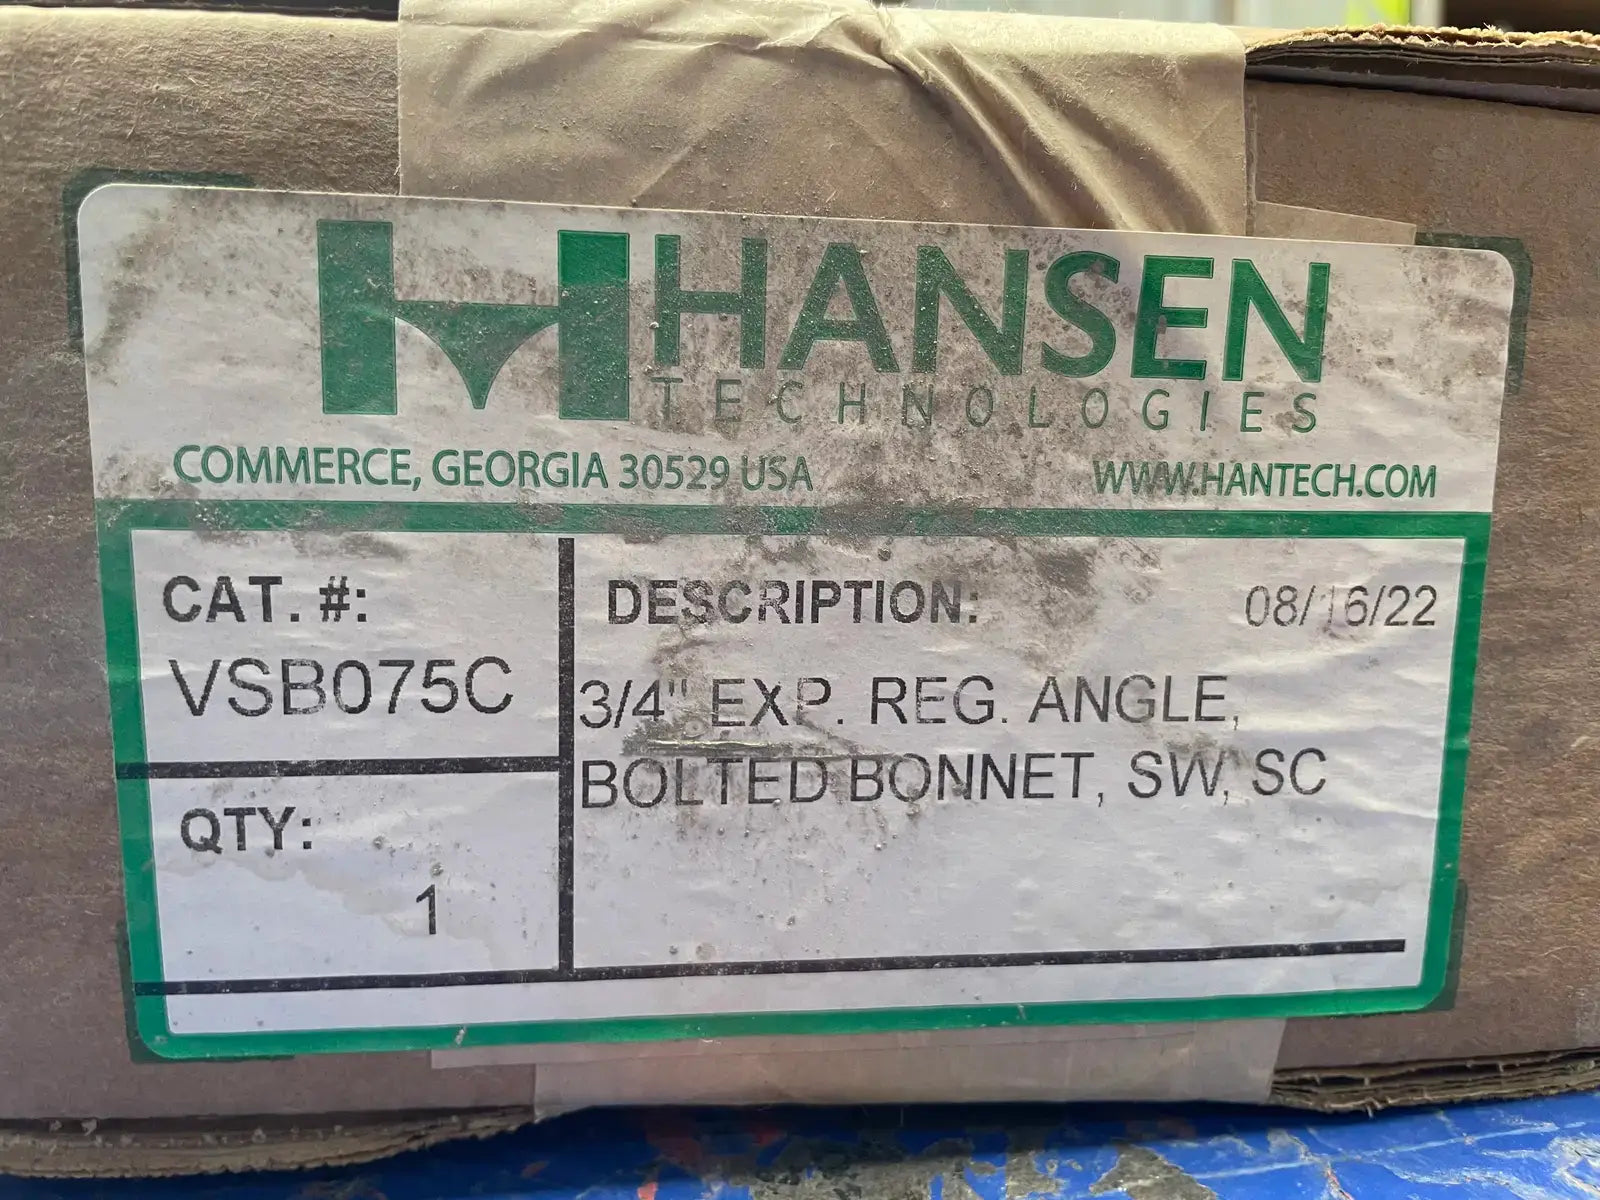 HANSEN
TECHNOLOGIES
COMMERCE, GEORGIA 30529 USA WWW.HANTECH.COM
CAT. #:
VSB075C
QTY:
1
DESCRIPTION: 08/16/22
3/4" EXP. REG. ANGLE,
BOLTED BONNET, SW, SC